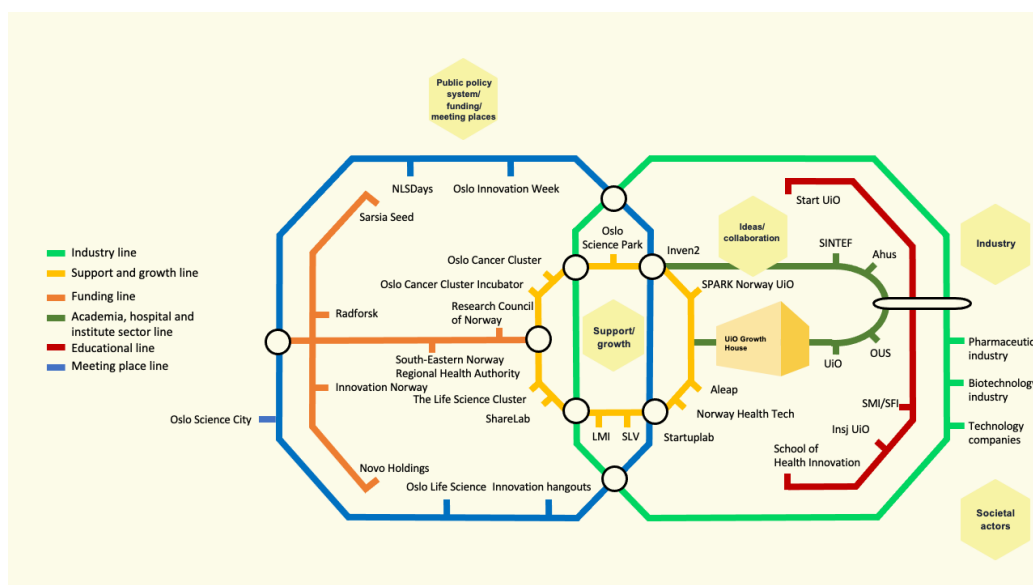 Public policy
system/
funding/
meeting places
NLSDays
Oslo Innovation Week
Sarsia Seed
Start UiO
Ideas/
collaboration
Industry
Oslo
Science Park
Inven2
SINTEF
Ahus
Oslo Cancer Cluster
Oslo Cancer Cluster Incubator
SPARK Norway UiO
Industry line
Support and growth line
Funding line
Academia, hospital and
institute sector line
Educational line
Meeting place line
Radforsk
Research Council
of Norway
Support/
growth
UiO Growth
House
South-Eastern Norway
Regional Health Authority
UiO
OUS
Pharmaceutic
industry
Innovation Norway
The Life Science Cluster
ShareLab
Aleap
Norway Health Tech
Biotechnology
industry
Oslo Science City
LMI
SLV
Startuplab
SMI/SFI
Insj UiO
Technology
companies
School of
Health Innovation
Novo Holdings
Oslo Life Science
Innovation hangouts
Societal
actors